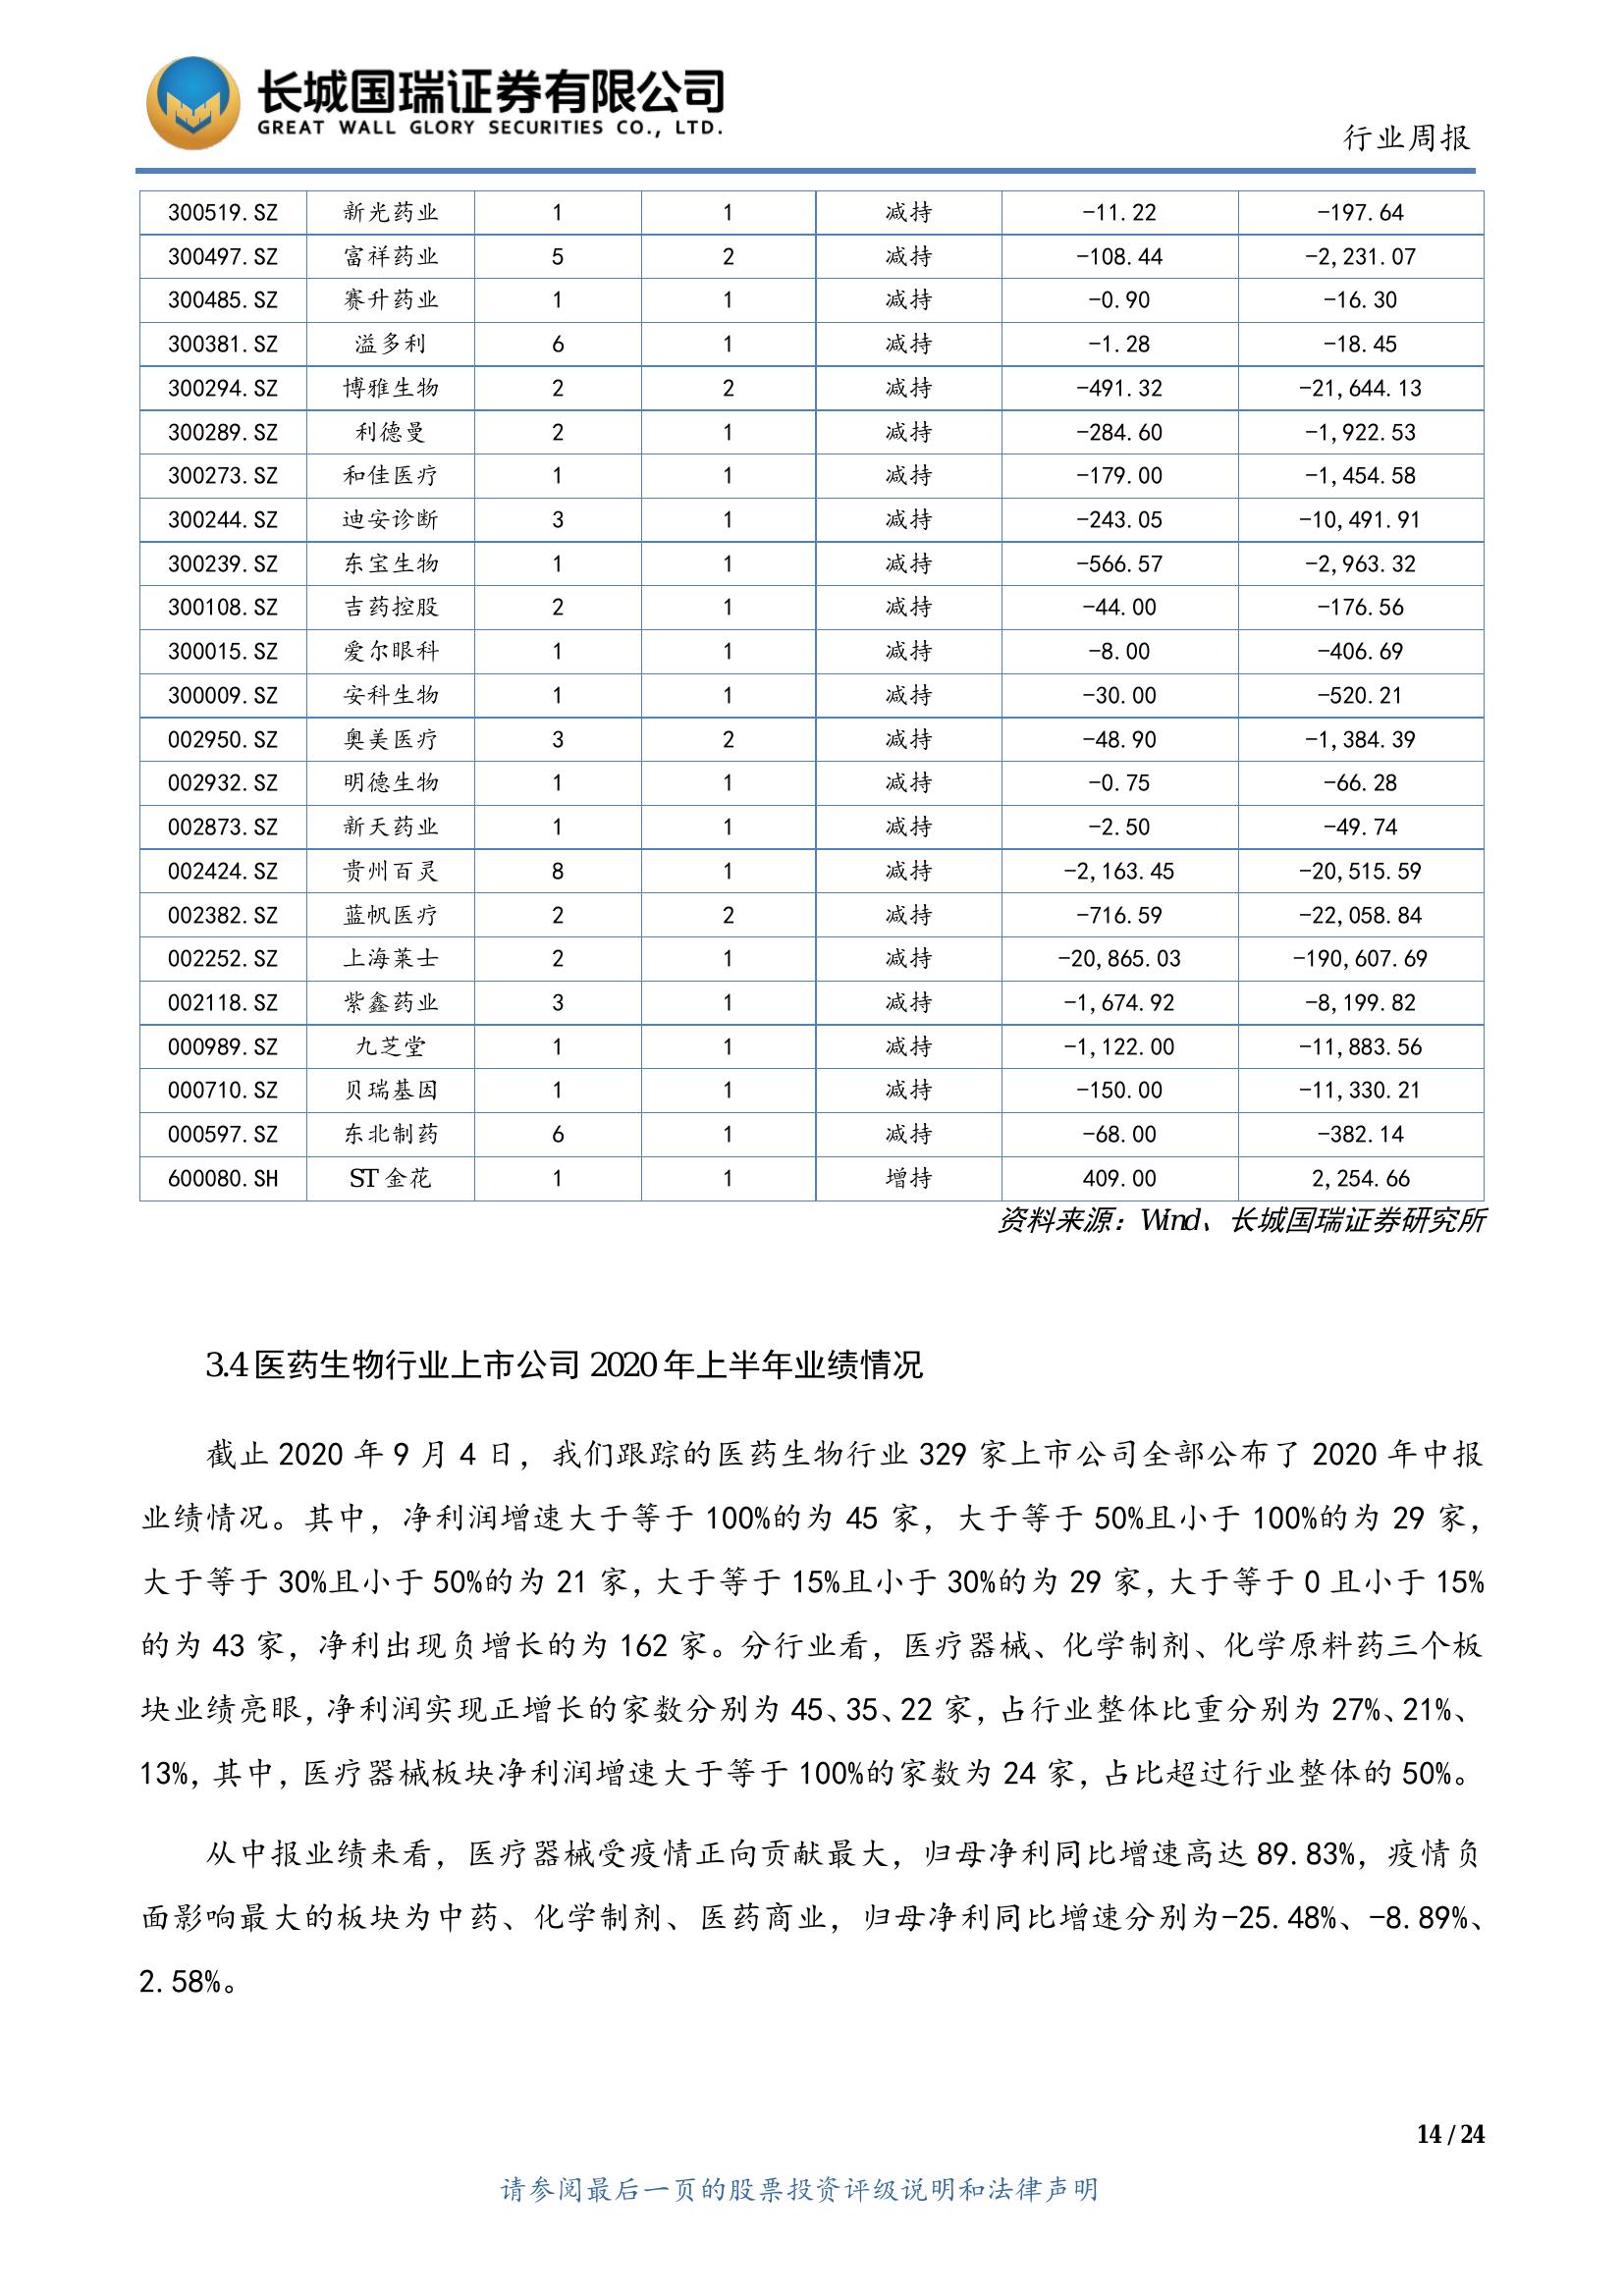 长城国瑞证券有限公司
GREAT WALL GLORY SECURITIES CO., LTD.
行业周报
300519.SZ 新光药业 1 1 减持 -11.22 -197.64
300497.SZ 富祥药业 5 2 减持 -108.44 -2,231.07
300485.SZ 赛升药业 1 1 减持 -0.90 -16.30
300381.SZ 溢多利 6 1 减持 -1.28 -18.45
300294.SZ 博雅生物 2 2 减持 -491.32 -21,644.13
300289.SZ 利德曼 2 1 减持 -284.60 -1,922.53
300273.SZ 和佳医疗 1 1 减持 -179.00 -1,454.58
300244.SZ 迪安诊断 3 1 减持 -243.05 -10,491.91
300239.SZ 东宝生物 1 1 减持 -566.57 -2,963.32
300108.SZ 吉药控股 2 1 减持 -44.00 -176.56
300015.SZ 爱尔眼科 1 1 减持 -8.00 -406.69
300009.SZ 安科生物 1 1 减持 -30.00 -520.21
002950.SZ 奥美医疗 3 2 减持 -48.90 -1,384.39
002932.SZ 明德生物 1 1 减持 -0.75 -66.28
002873.SZ 新天药业 1 1 减持 -2.50 -49.74
002424.SZ 贵州百灵 8 1 减持 -2,163.45 -20,515.59
002382.SZ 蓝帆医疗 2 2 减持 -716.59 -22,058.84
002252.SZ 上海莱士 2 1 减持 -20,865.03 -190,607.69
002118.SZ 紫鑫药业 3 1 减持 -1,674.92 -8,199.82
000989.SZ 九芝堂 1 1 减持 -1,122.00 -11,883.56
000710.SZ 贝瑞基因 1 1 减持 -150.00 -11,330.21
000597.SZ 东北制药 6 1 减持 -68.00 -382.14
600080.SH ST 金花 1 1 增持 409.00 2,254.66
资料来源：Wind、长城国瑞证券研究所
3.4 医药生物行业上市公司 2020 年上半年业绩情况
截止 2020 年 9 月 4 日，我们跟踪的医药生物行业 329 家上市公司全部公布了 2020 年中报
业绩情况。其中，净利润增速大于等于 100%的为 45 家，大于等于 50%且小于 100%的为 29 家，
大于等于 30%且小于 50%的为 21 家，大于等于 15%且小于 30%的为 29 家，大于等于 0 且小于 15%
的为 43 家，净利出现负增长的为 162 家。分行业看，医疗器械、化学制剂、化学原料药三个板
块业绩亮眼，净利润实现正增长的家数分别为 45、35、22 家，占行业整体比重分别为 27%、21%、
13%，其中，医疗器械板块净利润增速大于等于 100%的家数为 24 家，占比超过行业整体的 50%。
从中报业绩来看，医疗器械受疫情正向贡献最大，归母净利同比增速高达 89.83%，疫情负
面影响最大的板块为中药、化学制剂、医药商业，归母净利同比增速分别为-25.48%、-8.89%、
2.58%。
14 / 24
请参阅最后一页的股票投资评级说明和法律声明